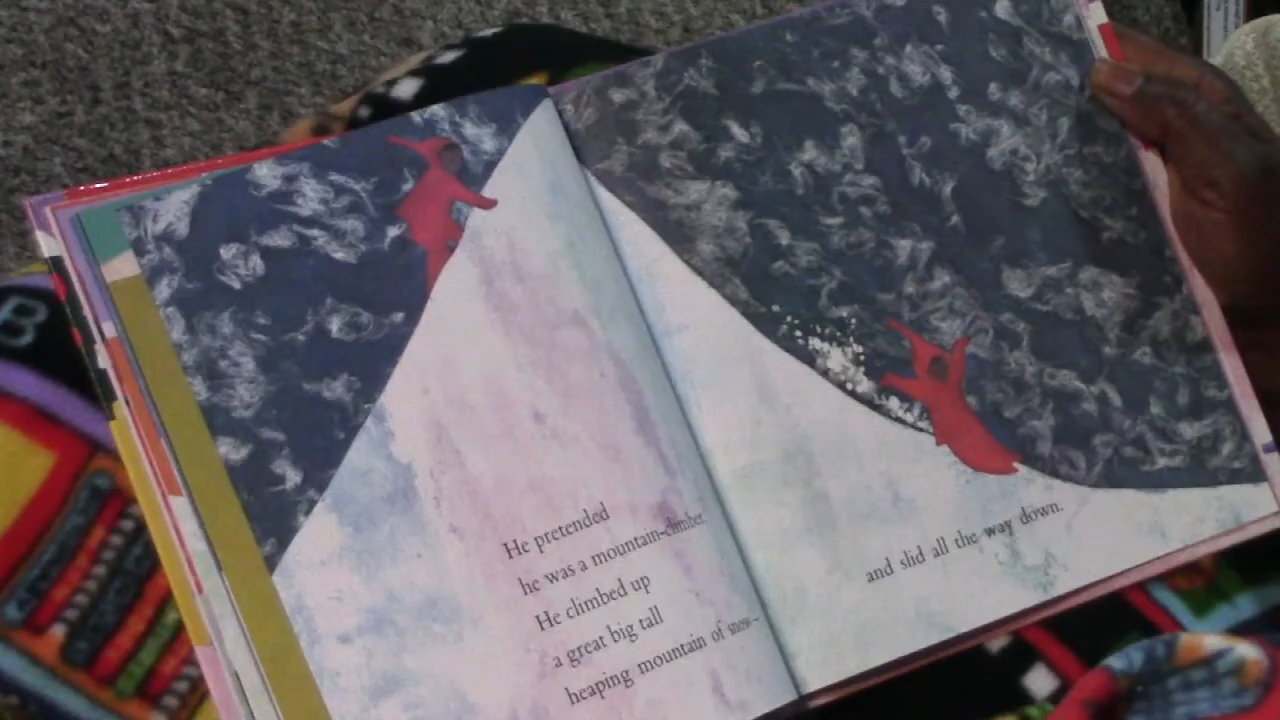 B
He pretended
he was a mountain-climber.
He climbed up
a great big tall
heaping mountain of snow–
and slid all the way down.